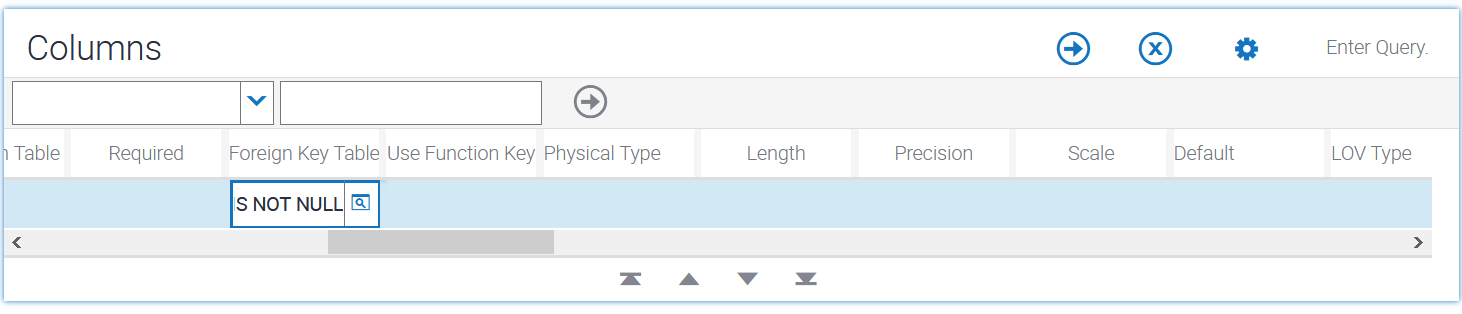 Columns
Enter Query.
n Table Required Foreign Key Table Use Function Key Physical Type Length Precision Scale Default LOV Type
S NOT NULL